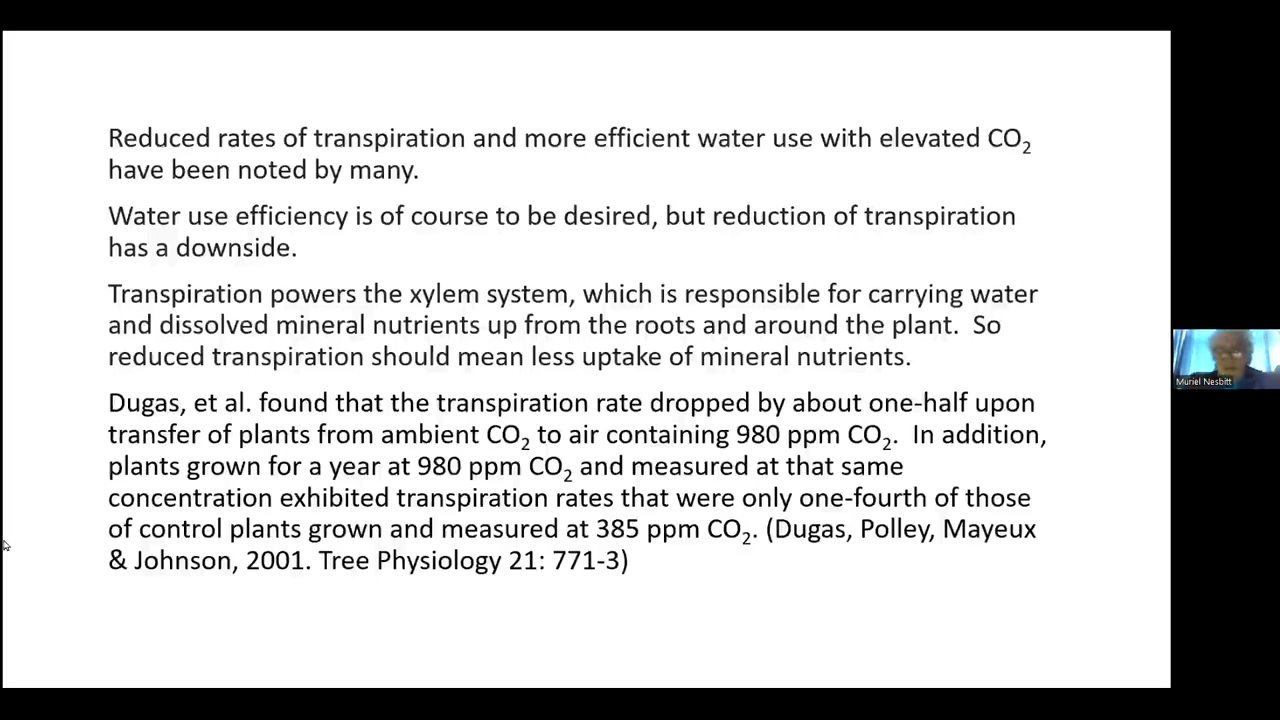 Reduced rates of transpiration and more efficient water use with elevated CO₂
have been noted by many.
Water use efficiency is of course to be desired, but reduction of transpiration
has a downside.
Transpiration powers the xylem system, which is responsible for carrying water
and dissolved mineral nutrients up from the roots and around the plant.  So
reduced transpiration should mean less uptake of mineral nutrients.
Dugas, et al. found that the transpiration rate dropped by about one-half upon
transfer of plants from ambient CO₂ to air containing 980 ppm CO₂.  In addition,
plants grown for a year at 980 ppm CO₂ and measured at that same
concentration exhibited transpiration rates that were only one-fourth of those
of control plants grown and measured at 385 ppm CO₂. (Dugas, Polley, Mayeux
& Johnson, 2001. Tree Physiology 21: 771-3)
Muriel Nesbitt